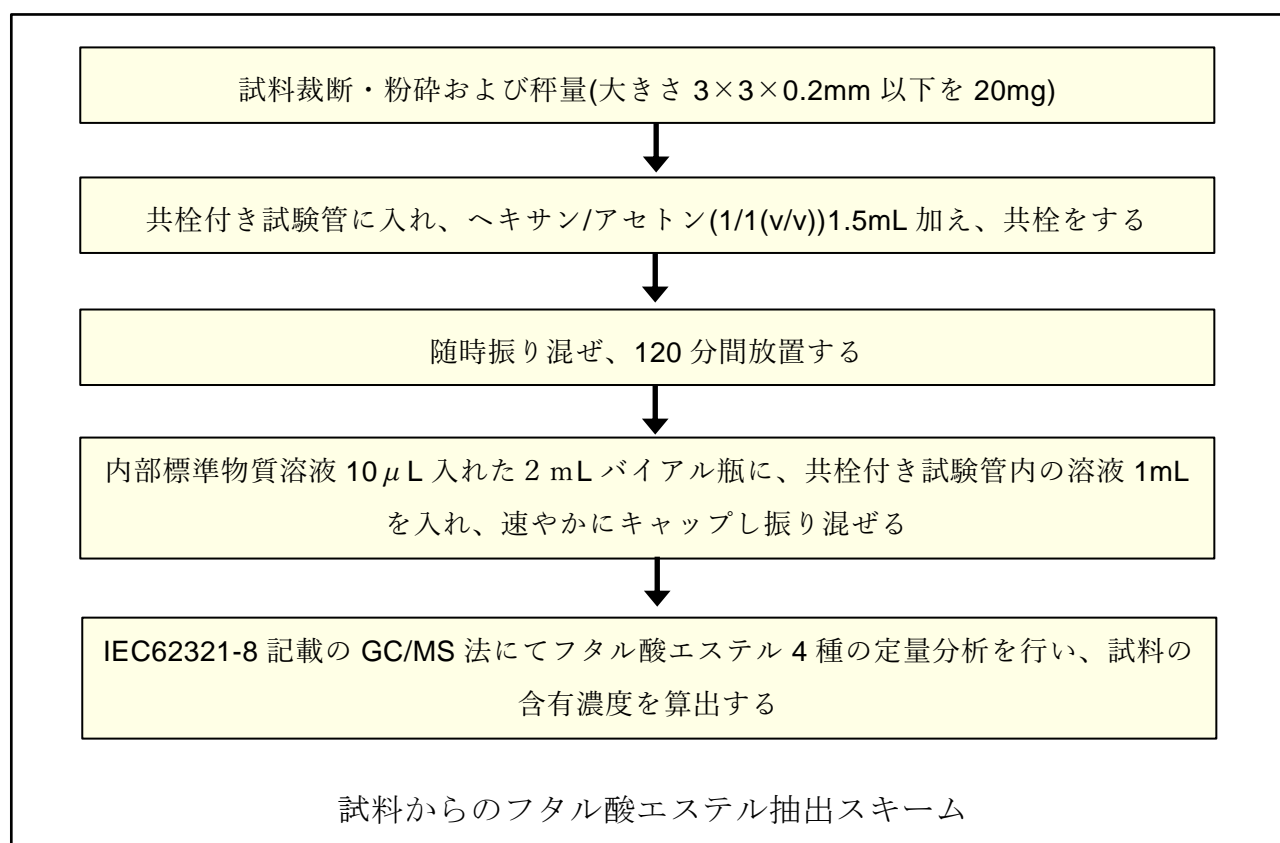 試料裁断・粉砕および秤量(大きさ 3×3×0.2mm 以下を 20mg)
共栓付き試験管に入れ、ヘキサン/アセトン(1/1(v/v))1.5mL 加え、共栓をする
随時振り混ぜ、120 分間放置する
内部標準物質溶液 10μL 入れた２mL バイアル瓶に、共栓付き試験管内の溶液 1mL
を入れ、速やかにキャップし振り混ぜる
IEC62321-8 記載の GC/MS 法にてフタル酸エステル 4 種の定量分析を行い、試料の
含有濃度を算出する
試料からのフタル酸エステル抽出スキーム